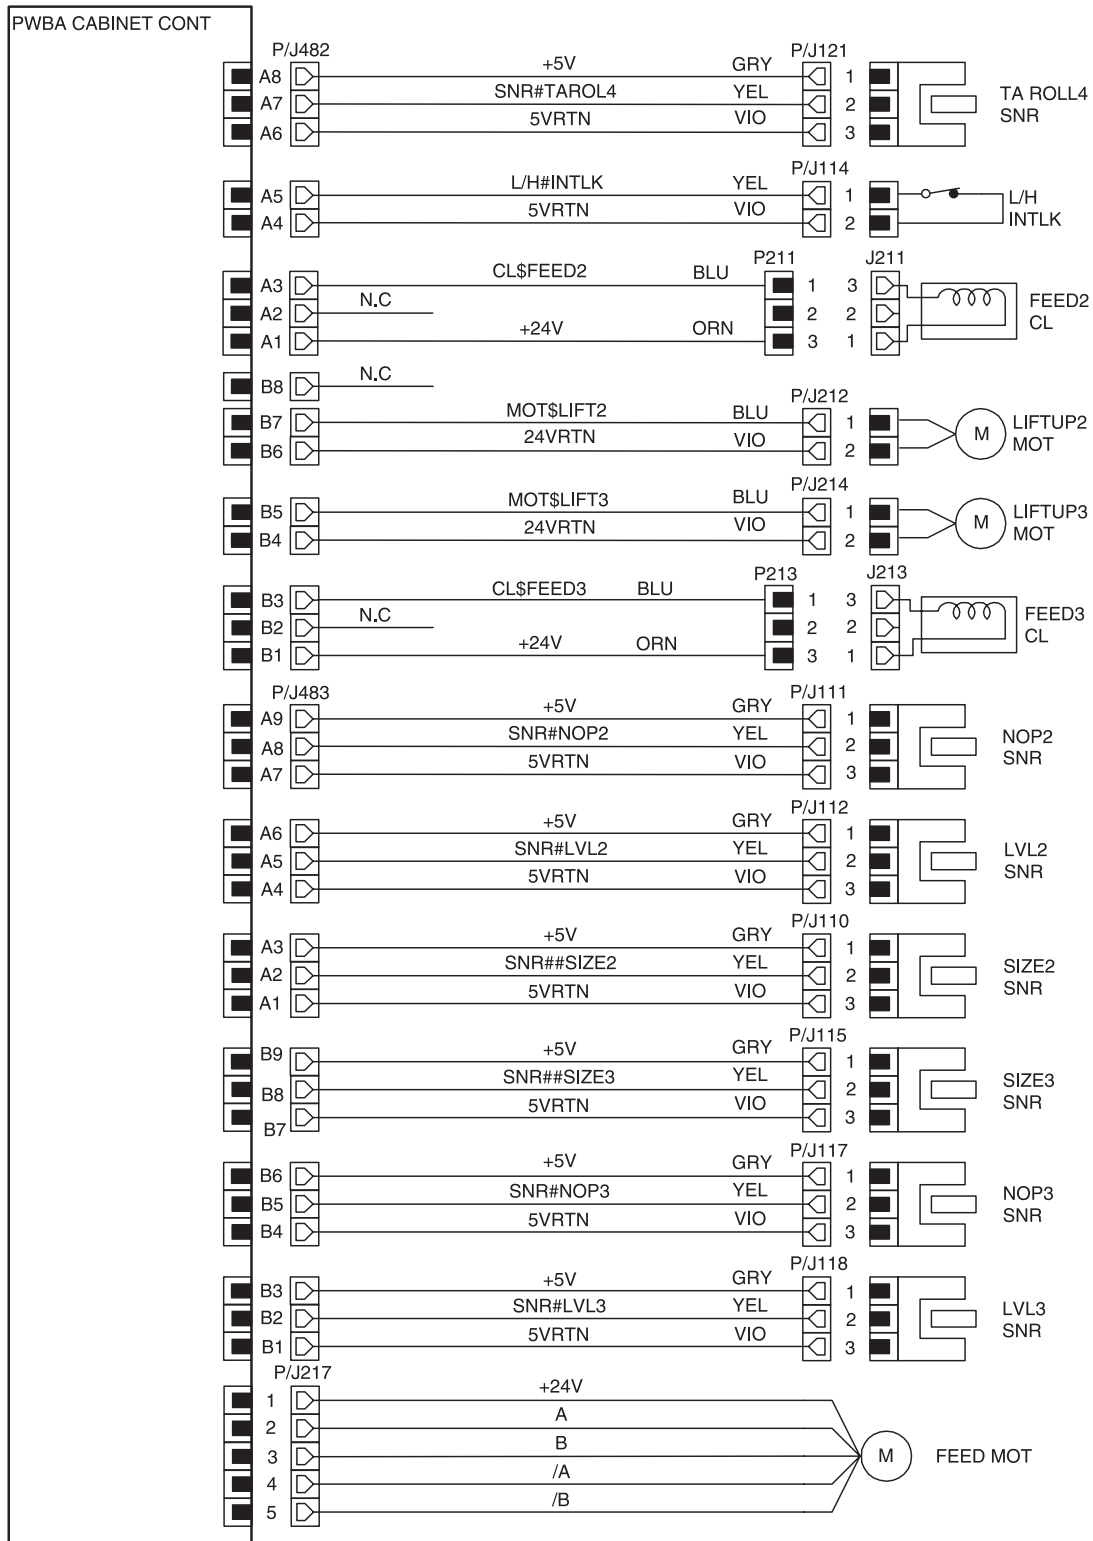 PWBA CABINET CONT
P/J482 P/J121
A8 +5V GRY 1
A7 SNR#TAROL4 YEL 2
A6 5VRTN VIO 3
TA ROLL4
SNR
P/J114
A5 L/H#INTLK YEL 1
A4 5VRTN VIO 2
L/H
INTLK
P211 J211
A3 CL$FEED2 BLU 1 3
A2 N.C 2 2
A1 +24V ORN 3 1
FEED2
CL
B8 N.C
P/J212
B7 MOT$LIFT2 BLU 1
B6 24VRTN VIO 2
M
LIFTUP2
MOT
P/J214
B5 MOT$LIFT3 BLU 1
B4 24VRTN VIO 2
M
LIFTUP3
MOT
P213 J213
B3 CL$FEED3 BLU 1 3
B2 N.C 2 2
B1 +24V ORN 3 1
FEED3
CL
P/J483 P/J111
A9 +5V GRY 1
A8 SNR#NOP2 YEL 2
A7 5VRTN VIO 3
NOP2
SNR
P/J112
A6 +5V GRY 1
A5 SNR#LVL2 YEL 2
A4 5VRTN VIO 3
LVL2
SNR
P/J110
A3 +5V GRY 1
A2 SNR##SIZE2 YEL 2
A1 5VRTN VIO 3
SIZE2
SNR
P/J115
B9 +5V GRY 1
B8 SNR##SIZE3 YEL 2
B7 5VRTN VIO 3
SIZE3
SNR
P/J117
B6 +5V GRY 1
B5 SNR#NOP3 YEL 2
B4 5VRTN VIO 3
NOP3
SNR
P/J118
B3 +5V GRY 1
B2 SNR#LVL3 YEL 2
B1 5VRTN VIO 3
LVL3
SNR
P/J217
1 +24V
2 A
3 B
4 /A
5 /B
M
FEED MOT